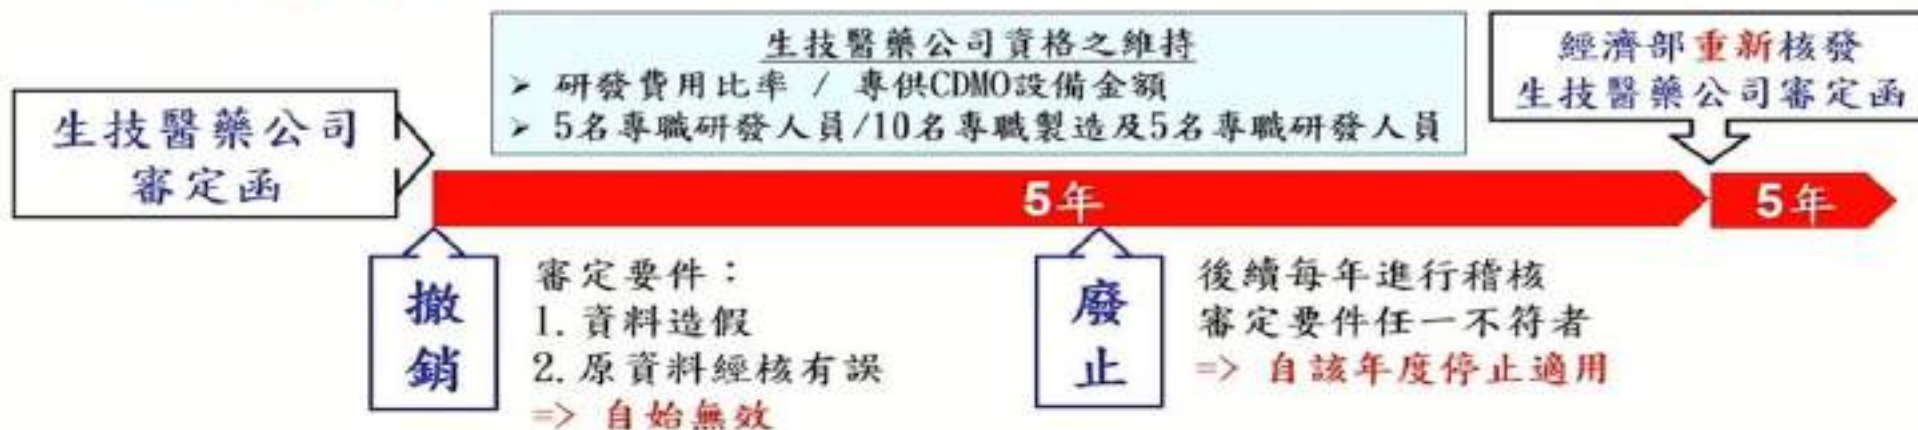 生技醫藥公司資格之維持
➢ 研發費用比率 / 專供CDMO設備金額
➢ 5名專職研發人員/10名專職製造及5名專職研發人員
經濟部重新核發
生技醫藥公司審定函
生技醫藥公司
審定函
5年
5年
撤銷
審定要件：
1.資料造假
2.原資料經核有誤
=> 自始無效
廢止
後續每年進行稽核
審定要件任一不符者
=> 自該年度停止適用